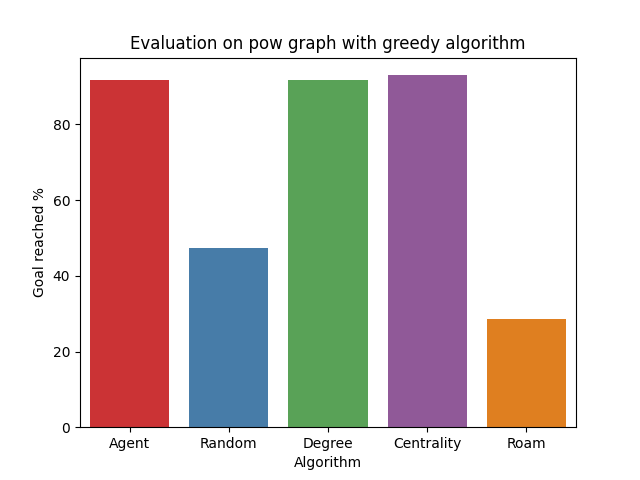 Evaluation on pow graph with greedy algorithm
Goal reached %
80
60
40
20
0
Agent
Random
Degree
Centrality
Roam
Algorithm